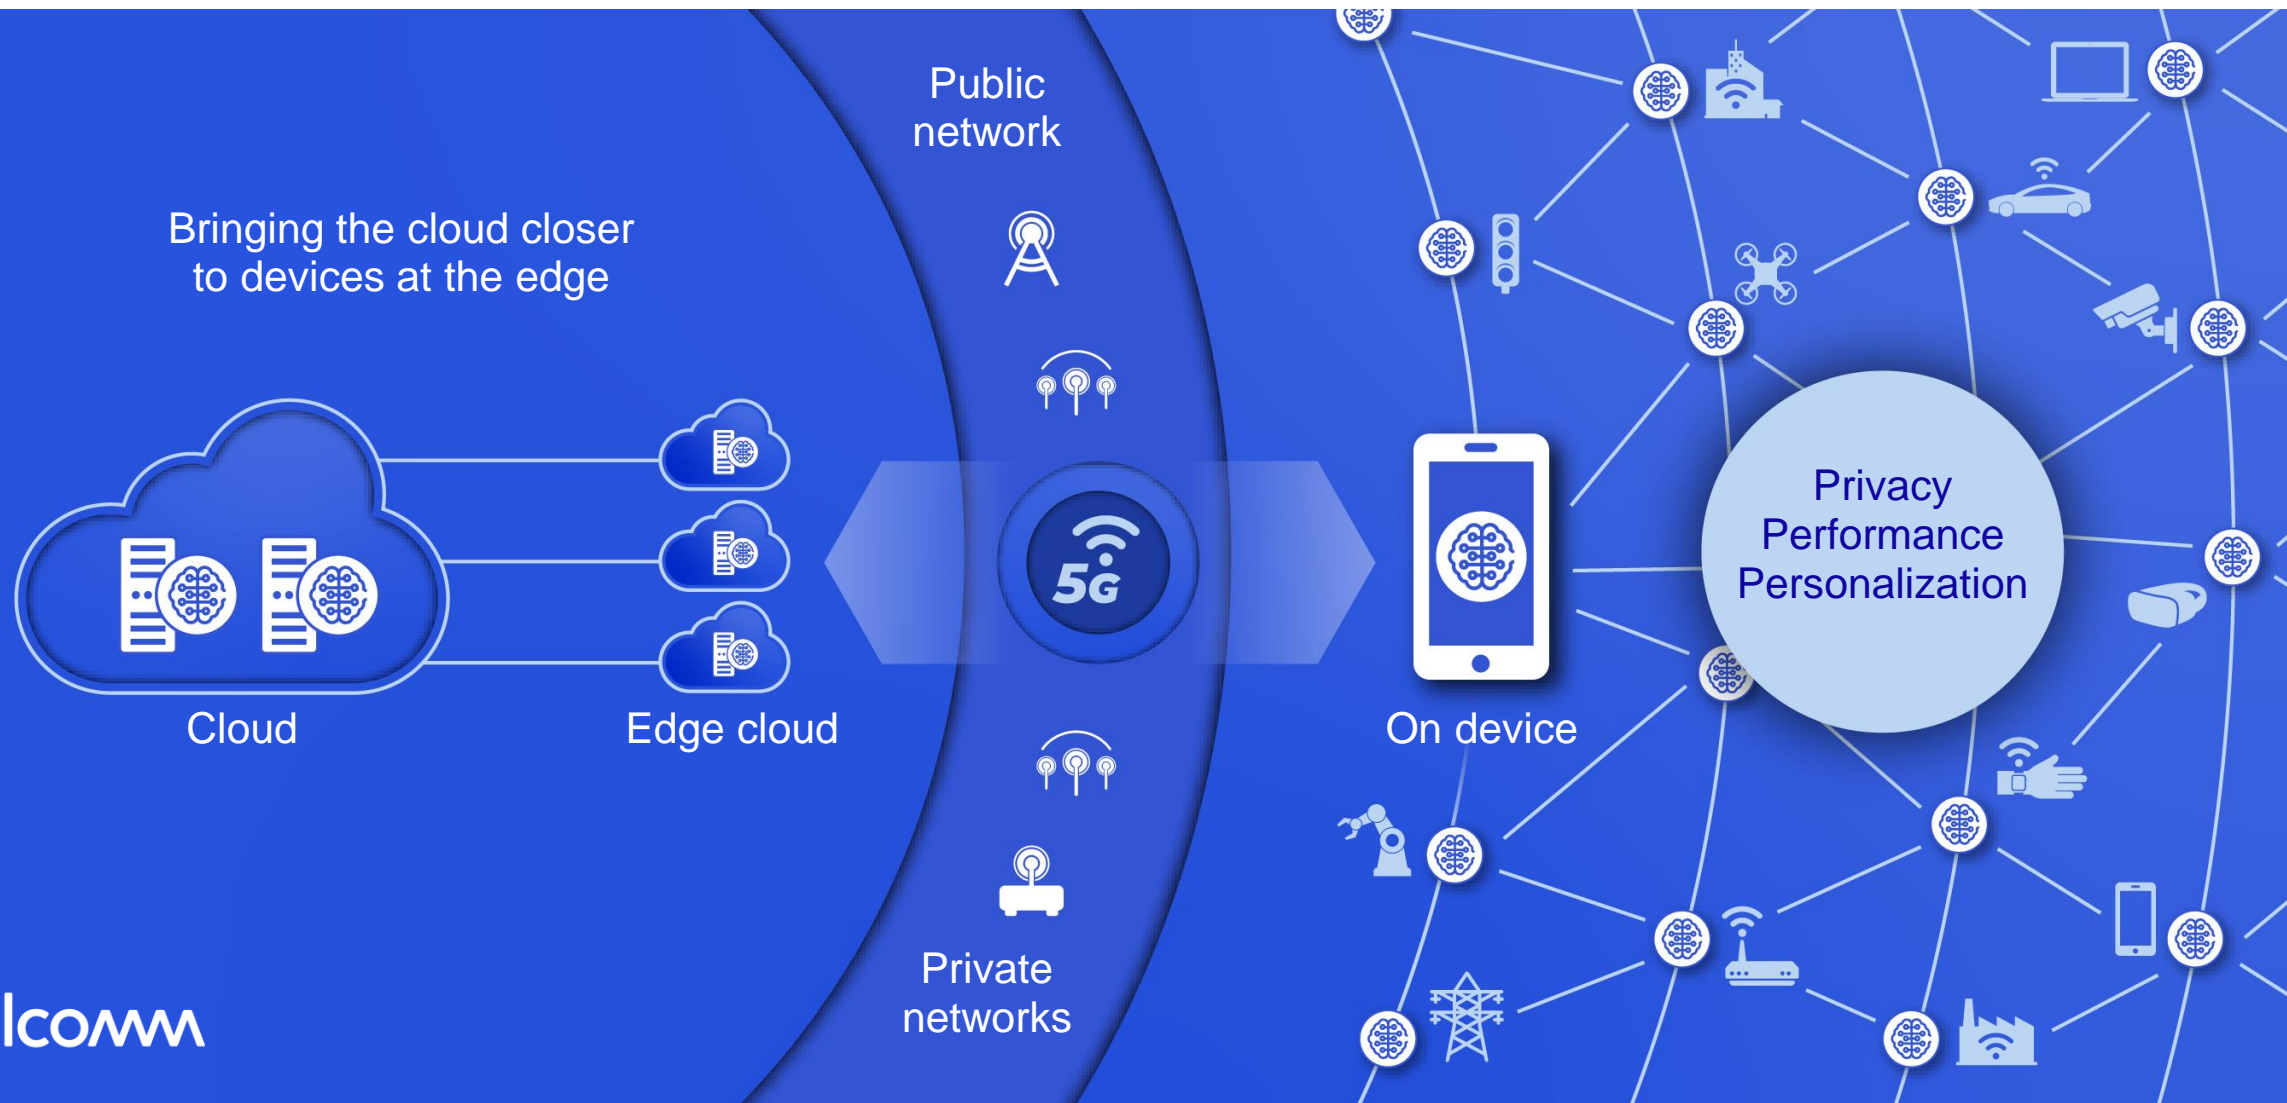 Public
network
Bringing the cloud closer
to devices at the edge
5G
Privacy
Performance
Personalization
Cloud
Edge cloud
On device
Private
networks
lcomm